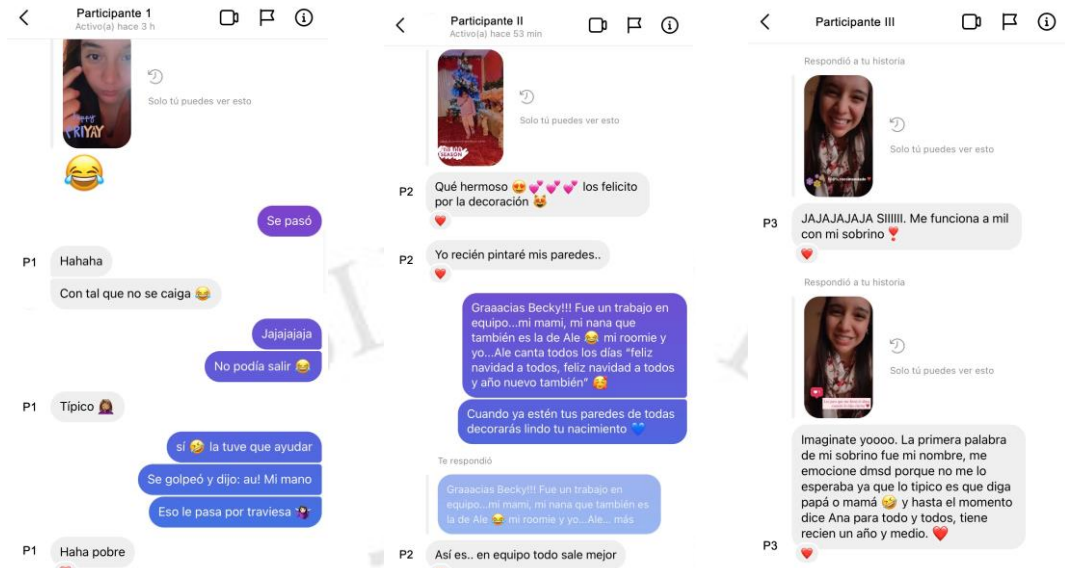 Participante 1
Activo(a) hace 3 h
PRIYAY
Solo tú puedes ver esto
😂
Se pasó
P1
Hahaha
Con tal que no se caiga 😂
Jajajajaja
No podía salir 😂
P1
Típico 🤦🏽‍♀️
sí 🤣 la tuve que ayudar
Se golpeó y dijo: au! Mi mano
Eso le pasa por traviesa 🤷🏻‍♀️
P1
Haha pobre
Participante II
Activo(a) hace 53 min
SEASON
Solo tú puedes ver esto
P2
Qué hermoso 😍 💕 💕 💕 los felicito
por la decoración 😻
P2
Yo recién pintaré mis paredes..
Graaacias Becky!!! Fue un trabajo en
equipo...mi mami, mi nana que
también es la de Ale 😂 mi roomie y
yo...Ale canta todos los días “feliz
navidad a todos, feliz navidad a todos
y año nuevo también” 🥰
Cuando ya estén tus paredes de todas
decorarás lindo tu nacimiento 💙
Te respondió
Graaacias Becky!!! Fue un trabajo en
equipo...mi mami, mi nana que también es
la de Ale 😂 mi roomie y yo...Ale... más
P2
Así es.. en equipo todo sale mejor
Participante III
Respondió a tu historia
Solo tú puedes ver esto
P3
JAJAJAJAJA SIIIIII. Me funciona a mil
con mi sobrino ❣️
Respondió a tu historia
Solo tú puedes ver esto
Imaginate yoooo. La primera palabra
de mi sobrino fue mi nombre, me
emocione dmsd porque no me lo
esperaba ya que lo tipico es que diga
papá o mamá 🤣 y hasta el momento
dice Ana para todo y todos, tiene
recien un año y medio. ❤️
P3